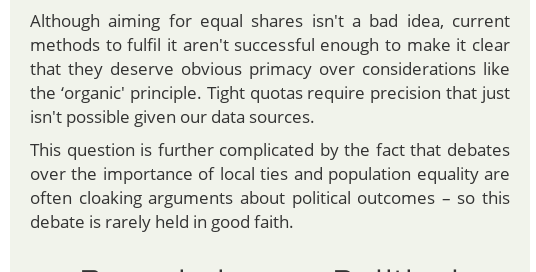 Although aiming for equal shares isn't a bad idea, current
methods to fulfil it aren't successful enough to make it clear
that they deserve obvious primacy over considerations like
the ‘organic' principle. Tight quotas require precision that just
isn't possible given our data sources.
This question is further complicated by the fact that debates
over the importance of local ties and population equality are
often cloaking arguments about political outcomes – so this
debate is rarely held in good faith.